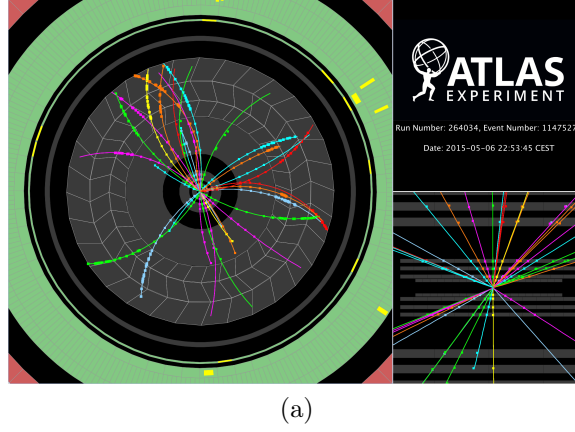 ATLAS
EXPERIMENT
Run Number: 264034, Event Number: 1147527
Date: 2015-05-06 22:53:45 CEST
(a)